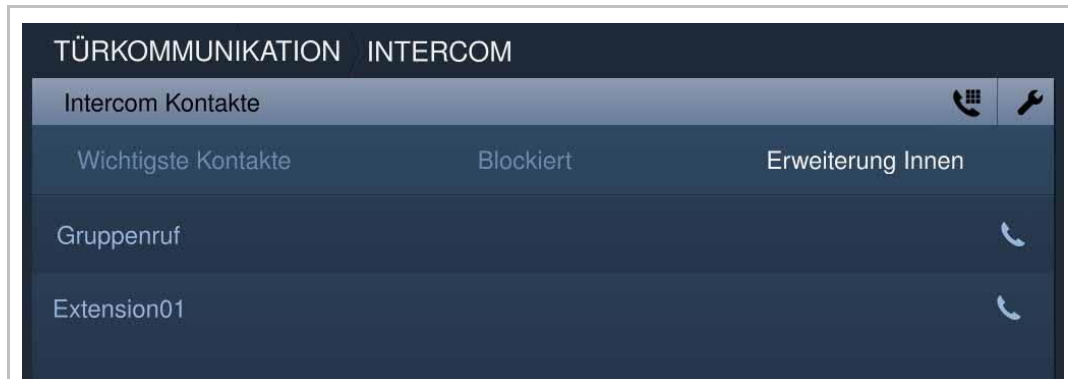 TÜRKOMMUNIKATION INTERCOM
Intercom Kontakte
Wichtigste Kontakte Blockiert Erweiterung Innen
Gruppenruf
Extension01